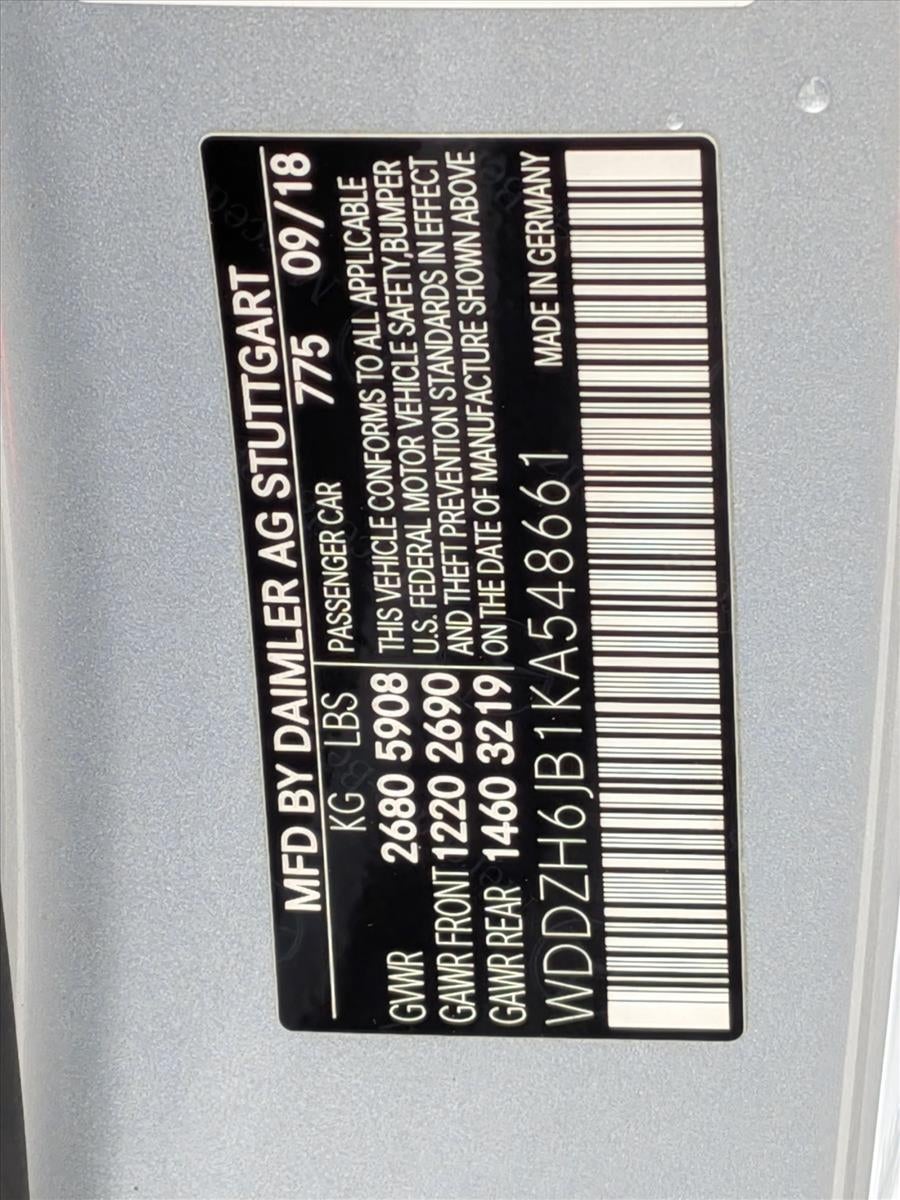 MFD BY DAIMLER AG STUTTGART
KG LBS PASSENGER CAR 775 09/18
GVWR 2680 5908 THIS VEHICLE CONFORMS TO ALL APPLICABLE
GAWR FRONT 1220 2690 U.S. FEDERAL MOTOR VEHICLE SAFETY,BUMPER
GAWR REAR 1460 3219 AND THEFT PREVENTION STANDARDS IN EFFECT
ON THE DATE OF MANUFACTURE SHOWN ABOVE
WDDZH6JB1KA548661 MADE IN GERMANY